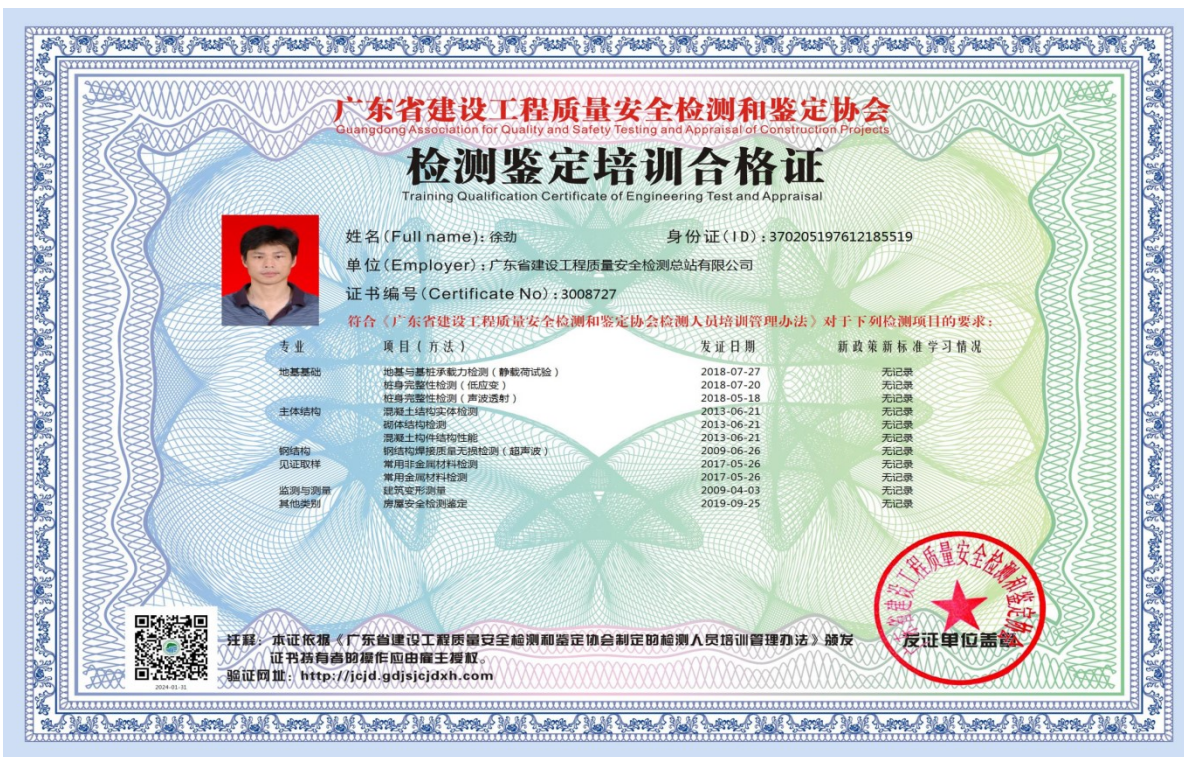 广东省建设工程质量安全检测和鉴定协会
Guangdong Association for Quality and Safety Testing and Appraisal of Construction Projects
检测鉴定培训合格证
Training Qualification Certificate of Engineering Test and Appraisal
姓名(Full name): 徐劲 身份证(ID): 370205197612185519
单位(Employer): 广东省建设工程质量安全检测总站有限公司
证书编号(Certificate No): 3008727
符合《广东省建设工程质量安全检测和鉴定协会检测人员培训管理办法》对于下列检测项目的要求:
专业 项目(方法) 发证日期 新政策新标准学习情况
地基基础 地基与基桩承载力检测(静载荷试验) 2018-07-27 无记录
桩身完整性检测(低应变) 2018-07-20 无记录
桩身完整性检测(声波透射) 2018-05-18 无记录
主体结构 混凝土结构实体检测 2013-06-21 无记录
砌体结构检测 2013-06-21 无记录
混凝土构件结构性能 2013-06-21 无记录
钢结构 钢结构焊接质量无损检测(超声波) 2009-06-26 无记录
见证取样 常用非金属材料检测 2017-05-26 无记录
常用金属材料检测 2017-05-26 无记录
监测与测量 建筑变形测量 2009-04-03 无记录
其他类别 房屋安全检测鉴定 2019-09-25 无记录
广东省建设工程质量安全检测和鉴定协会
注释: 本证依据《广东省建设工程质量安全检测和鉴定协会制定的检测人员培训管理办法》颁发
发证单位盖章
证书持有者的操作应由雇主授权。
验证网址: http://jcjd.gdjsjcjdxh.com
2024-01-31